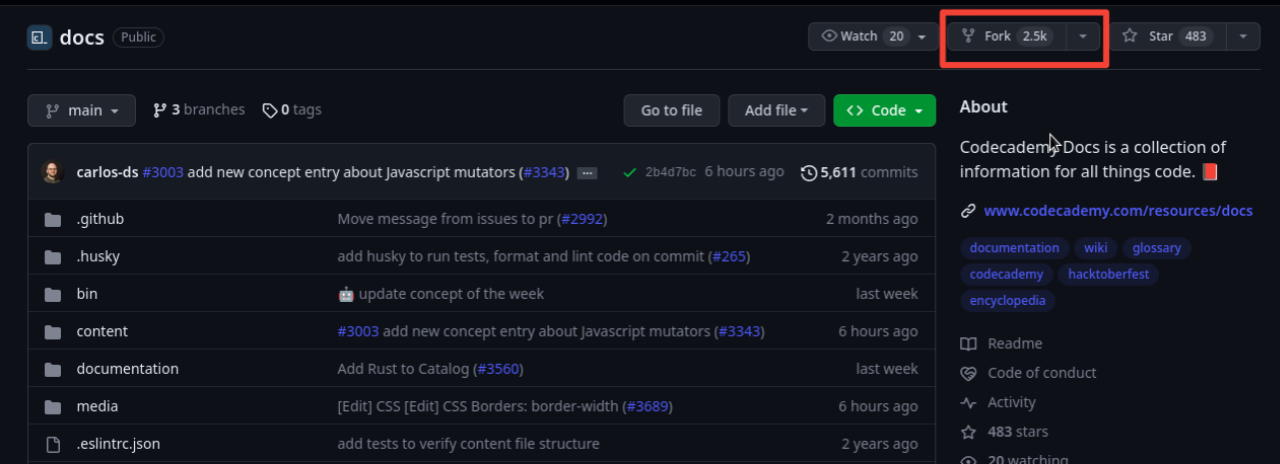 docs Public Watch 20 Fork 2.5k Star 483
main 3 branches 0 tags Go to file Add file Code
carlos-ds #3003 add new concept entry about Javascript mutators (#3343) ... 2b4d7bc 6 hours ago 5,611 commits
.github Move message from issues to pr (#2992) 2 months ago
.husky add husky to run tests, format and lint code on commit (#265) 2 years ago
bin 🤖 update concept of the week last week
content #3003 add new concept entry about Javascript mutators (#3343) 6 hours ago
documentation Add Rust to Catalog (#3560) last week
media [Edit] CSS [Edit] CSS Borders: border-width (#3689) 6 hours ago
.eslintrc.json add tests to verify content file structure 2 years ago
About
Codecademy Docs is a collection of
information for all things code. 📕
www.codecademy.com/resources/docs
documentation wiki glossary
codecademy hacktoberfest
encyclopedia
Readme
Code of conduct
Activity
483 stars
20 watching